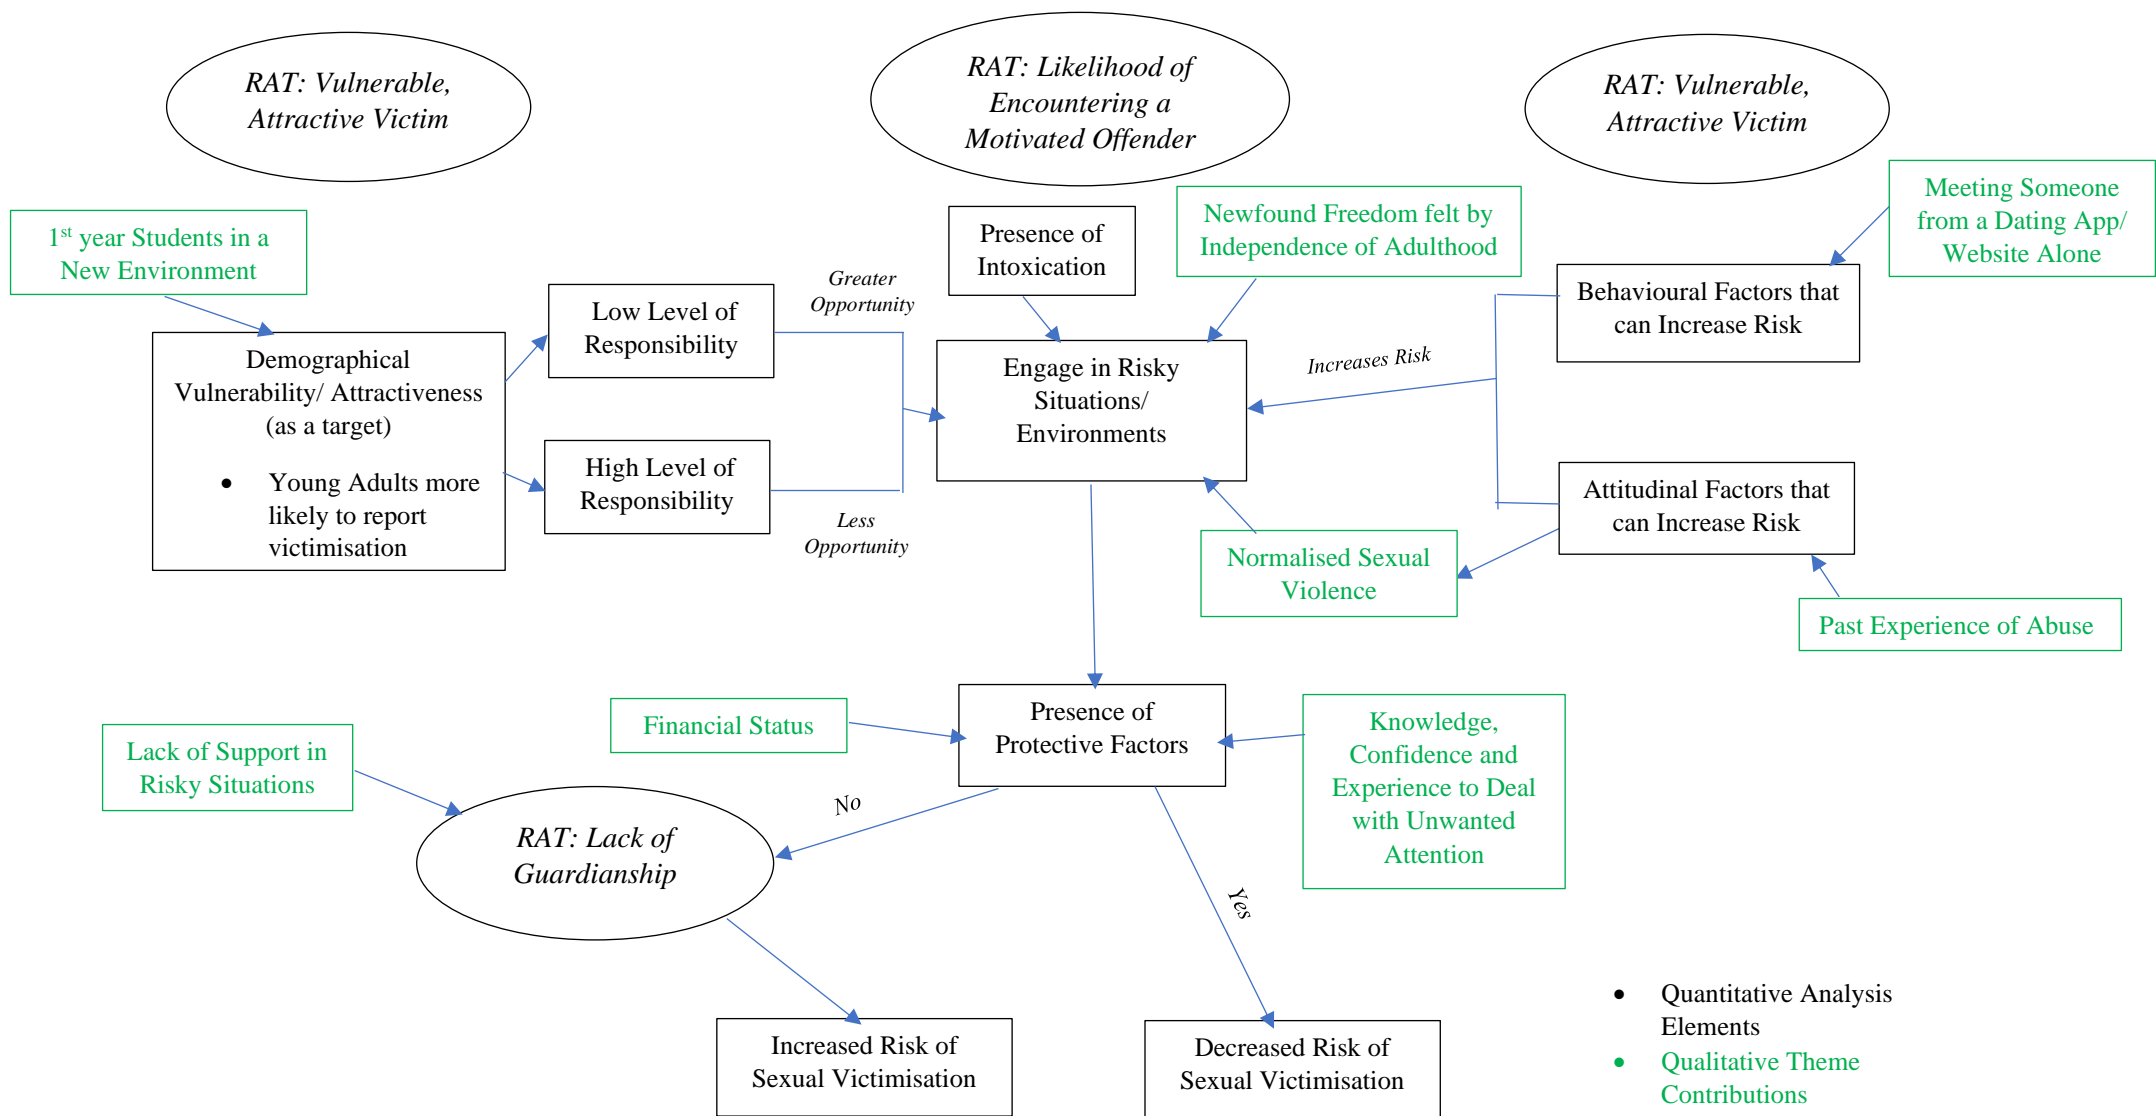 RAT: Vulnerable,
Attractive Victim
RAT: Likelihood of
Encountering a
Motivated Offender
RAT: Vulnerable,
Attractive Victim
1st year Students in a
New Environment
Presence of
Intoxication
Newfound Freedom felt by
Independence of Adulthood
Meeting Someone
from a Dating App/
Website Alone
Demographical
Vulnerability/ Attractiveness
(as a target)
• Young Adults more
likely to report
victimisation
Low Level of
Responsibility
Greater
Opportunity
High Level of
Responsibility
Less
Opportunity
Engage in Risky
Situations/
Environments
Increases Risk
Behavioural Factors that
can Increase Risk
Attitudinal Factors that
can Increase Risk
Normalised Sexual
Violence
Past Experience of Abuse
Financial Status
Presence of
Protective Factors
Knowledge,
Confidence and
Experience to Deal
with Unwanted
Attention
Lack of Support in
Risky Situations
No
RAT: Lack of
Guardianship
Yes
Increased Risk of
Sexual Victimisation
Decreased Risk of
Sexual Victimisation
• Quantitative Analysis
Elements
• Qualitative Theme
Contributions